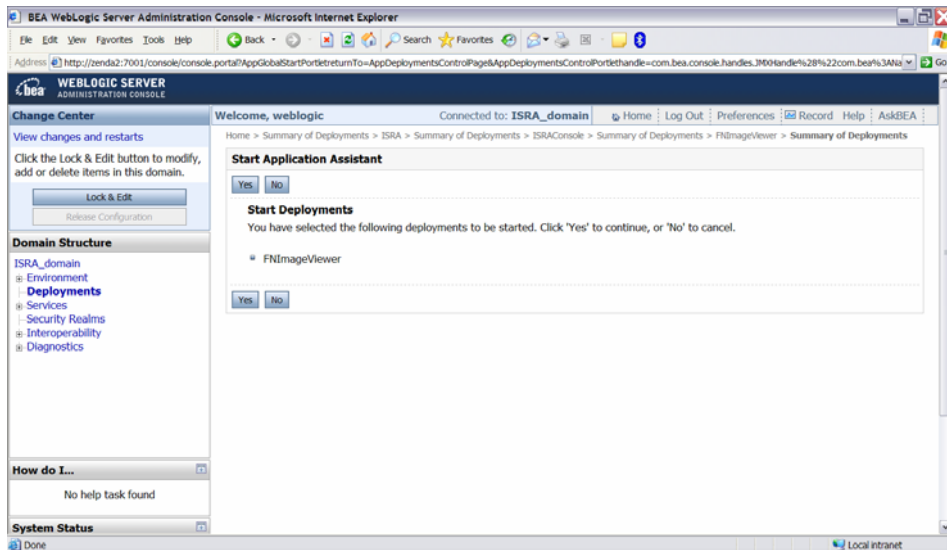 BEA WebLogic Server Administration Console - Microsoft Internet Explorer
File Edit View Favorites Tools Help
Back Search Favorites
Address http://zenda2:7001/console/console.portal?AppGlobalStartPortletreturnTo=AppDeploymentsControlPage&AppDeploymentsControlPortlethandle=com.bea.console.handles.JMXHandle%28%22com.bea%3ANa Go
bea WEBLOGIC SERVER
ADMINISTRATION CONSOLE
Change Center
View changes and restarts
Click the Lock & Edit button to modify,
add or delete items in this domain.
Lock & Edit
Release Configuration
Domain Structure
ISRA_domain
Environment
Deployments
Services
Security Realms
Interoperability
Diagnostics
How do I...
No help task found
System Status
Welcome, weblogic Connected to: ISRA_domain Home Log Out Preferences Record Help AskBEA
Home > Summary of Deployments > ISRA > Summary of Deployments > ISRAConsole > Summary of Deployments > FNImageViewer > Summary of Deployments
Start Application Assistant
Yes No
Start Deployments
You have selected the following deployments to be started. Click 'Yes' to continue, or 'No' to cancel.
FNImageViewer
Yes No
Done Local intranet